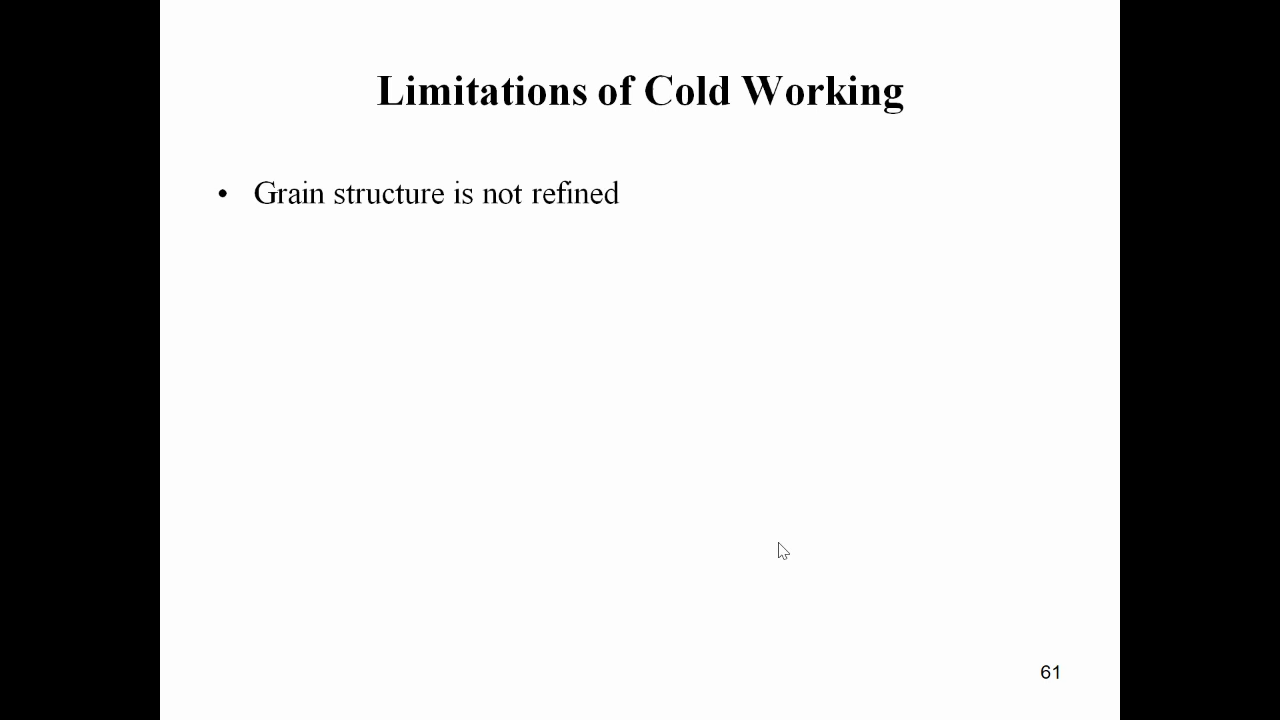 Limitations of Cold Working
• Grain structure is not refined
61